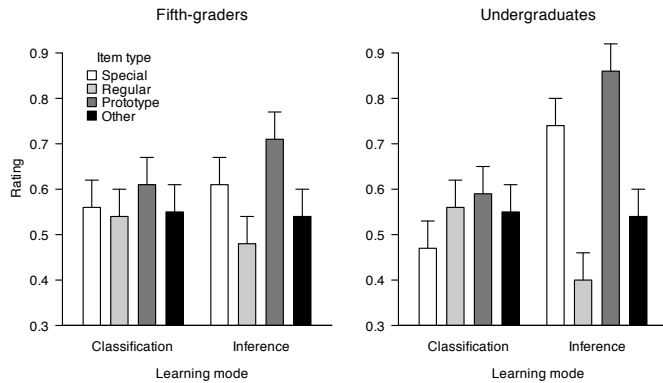 Fifth-graders
Undergraduates
Rating
0.9
0.8
0.7
0.6
0.5
0.4
0.3
Item type
Special
Regular
Prototype
Other
Classification Inference
Learning mode
0.9
0.8
0.7
0.6
0.5
0.4
0.3
Classification Inference
Learning mode